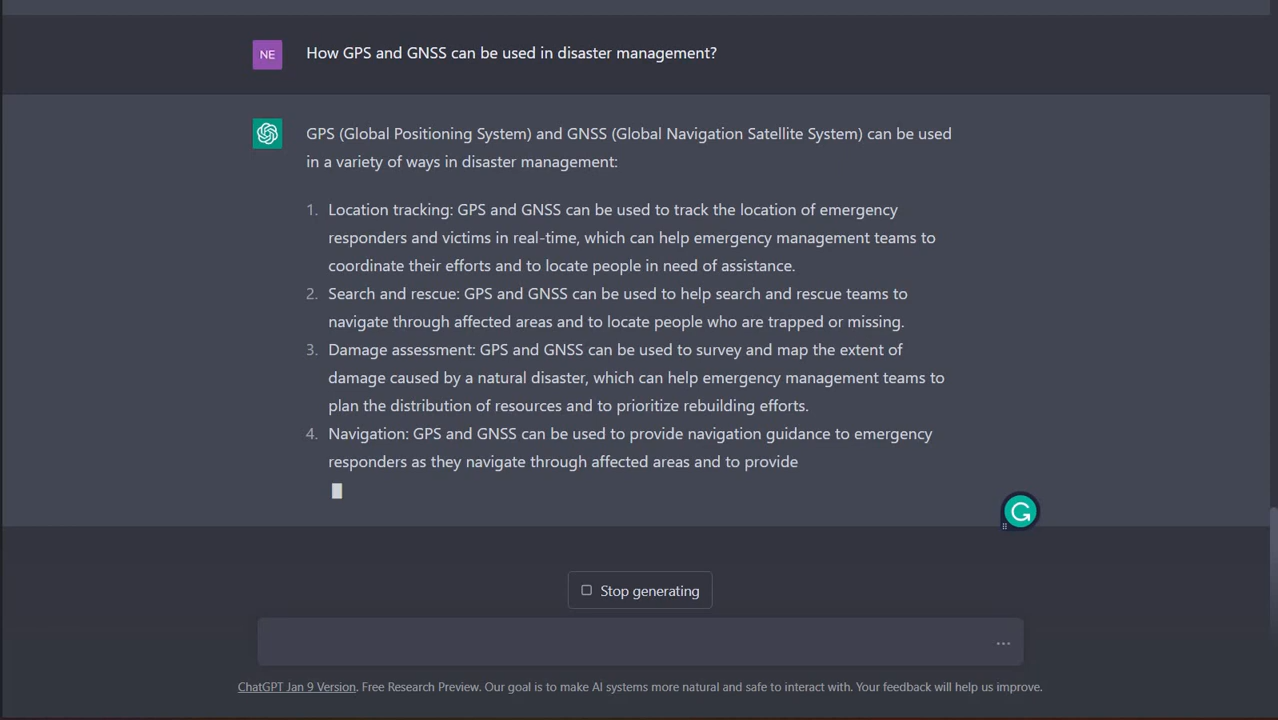 NE
How GPS and GNSS can be used in disaster management?
GPS (Global Positioning System) and GNSS (Global Navigation Satellite System) can be used
in a variety of ways in disaster management:
1. Location tracking: GPS and GNSS can be used to track the location of emergency
responders and victims in real-time, which can help emergency management teams to
coordinate their efforts and to locate people in need of assistance.
2. Search and rescue: GPS and GNSS can be used to help search and rescue teams to
navigate through affected areas and to locate people who are trapped or missing.
3. Damage assessment: GPS and GNSS can be used to survey and map the extent of
damage caused by a natural disaster, which can help emergency management teams to
plan the distribution of resources and to prioritize rebuilding efforts.
4. Navigation: GPS and GNSS can be used to provide navigation guidance to emergency
responders as they navigate through affected areas and to provide
Stop generating
ChatGPT Jan 9 Version. Free Research Preview. Our goal is to make AI systems more natural and safe to interact with. Your feedback will help us improve.